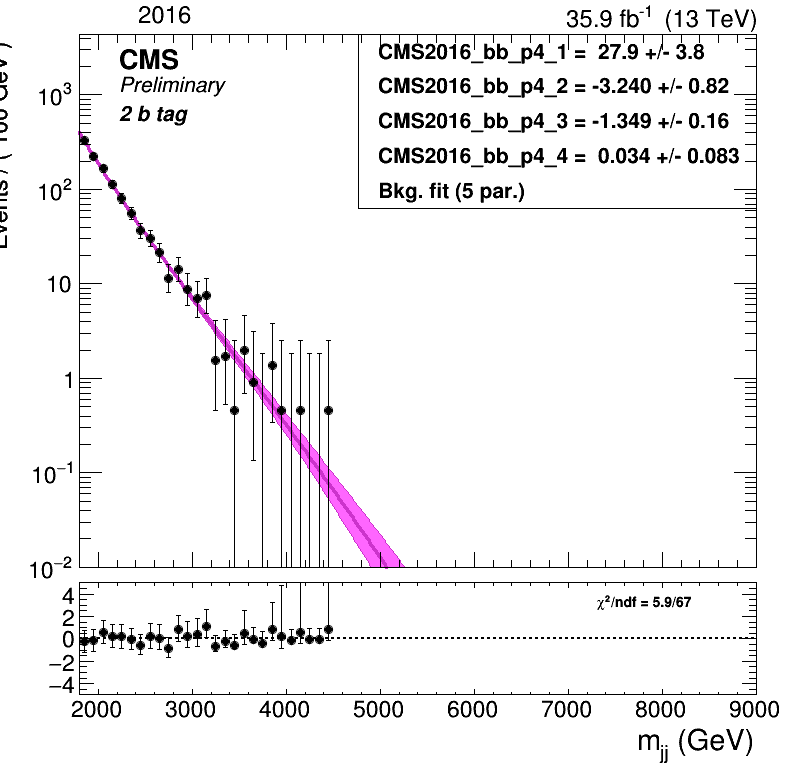 2016
35.9 fb⁻¹ (13 TeV)
CMS
Preliminary
2 b tag
CMS2016_bb_p4_1 = 27.9 +/- 3.8
CMS2016_bb_p4_2 = -3.240 +/- 0.82
CMS2016_bb_p4_3 = -1.349 +/- 0.16
CMS2016_bb_p4_4 = 0.034 +/- 0.083
Bkg. fit (5 par.)
Events / ( 100 GeV )
10³
10²
10
1
10⁻¹
10⁻²
χ²/ndf = 5.9/67
4
2
0
−2
−4
2000 3000 4000 5000 6000 7000 8000 9000
m_jj (GeV)